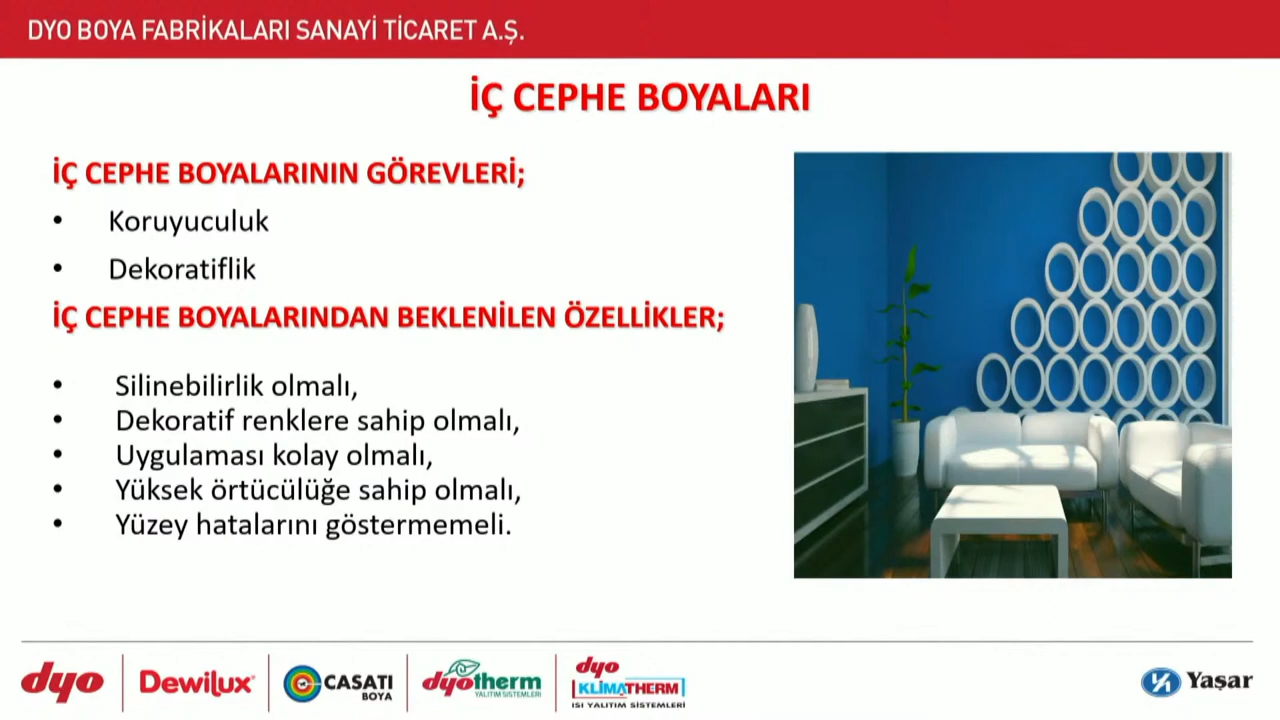 DYO BOYA FABRİKALARI SANAYİ TİCARET A.Ş.
İÇ CEPHE BOYALARI
İÇ CEPHE BOYALARININ GÖREVLERİ;
• Koruyuculuk
• Dekoratiflik
İÇ CEPHE BOYALARINDAN BEKLENİLEN ÖZELLİKLER;
• Silinebilirlik olmalı,
• Dekoratif renklere sahip olmalı,
• Uygulaması kolay olmalı,
• Yüksek örtücülüğe sahip olmalı,
• Yüzey hatalarını göstermemeli.
dyo
Dewilux
CASATI
BOYA
dyotherm
YALITIM SİSTEMLERİ
dyo
KLİMATHERM
ISI YALITIM SİSTEMLERİ
Yaşar